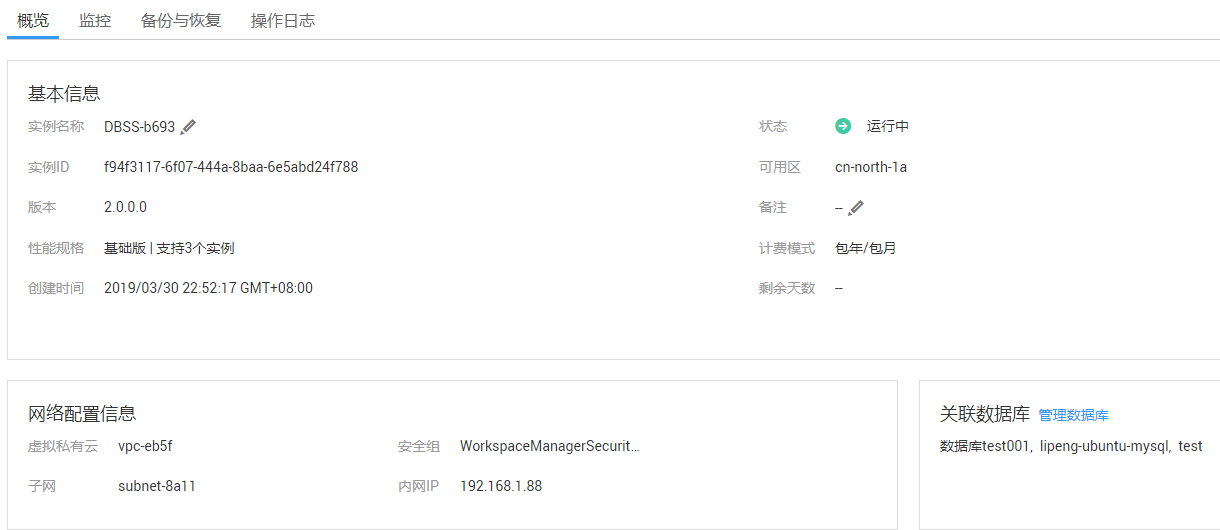 概览 监控 备份与恢复 操作日志
基本信息
实例名称 DBSS-b693 状态 运行中
实例ID f94f3117-6f07-444a-8baa-6e5abd24f788 可用区 cn-north-1a
版本 2.0.0.0 备注 --
性能规格 基础版 | 支持3个实例 计费模式 包年/包月
创建时间 2019/03/30 22:52:17 GMT+08:00 剩余天数 --
网络配置信息
虚拟私有云 vpc-eb5f 安全组 WorkspaceManagerSecurit...
子网 subnet-8a11 内网IP 192.168.1.88
关联数据库 管理数据库
数据库test001, lipeng-ubuntu-mysql, test